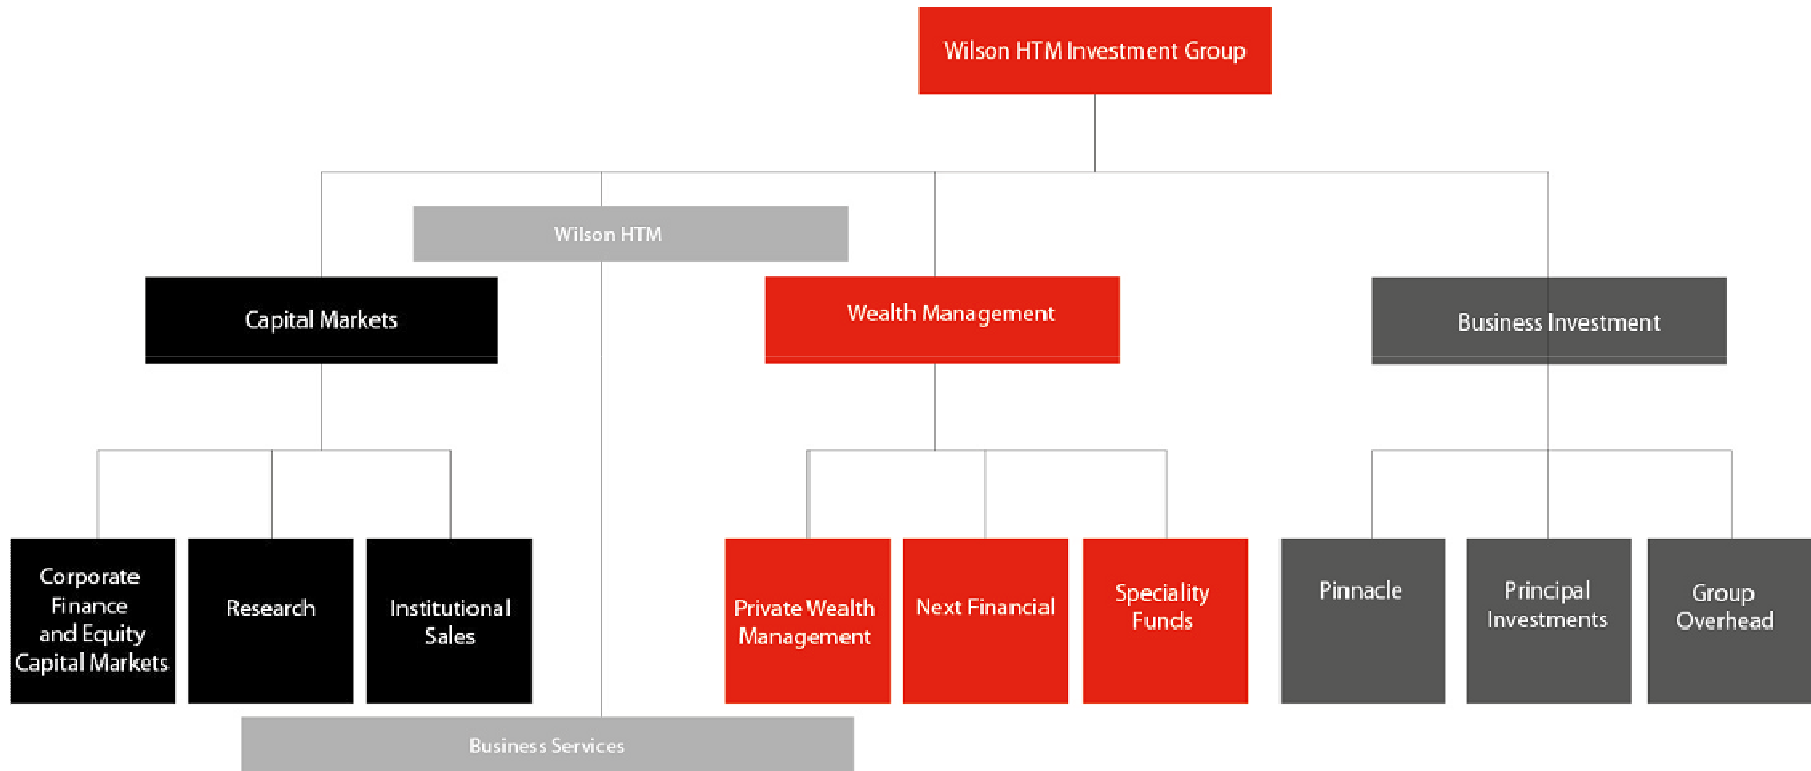 Wilson HTM Investment Group
Wilson HTM
Capital Markets
Wealth Management
Business Investment
Corporate
Finance
and Equity
Capital Markets
Research
Institutional
Sales
Private Wealth
Management
Next Financial
Speciality
Funds
Pinnacle
Principal
Investments
Group
Overhead
Business Services